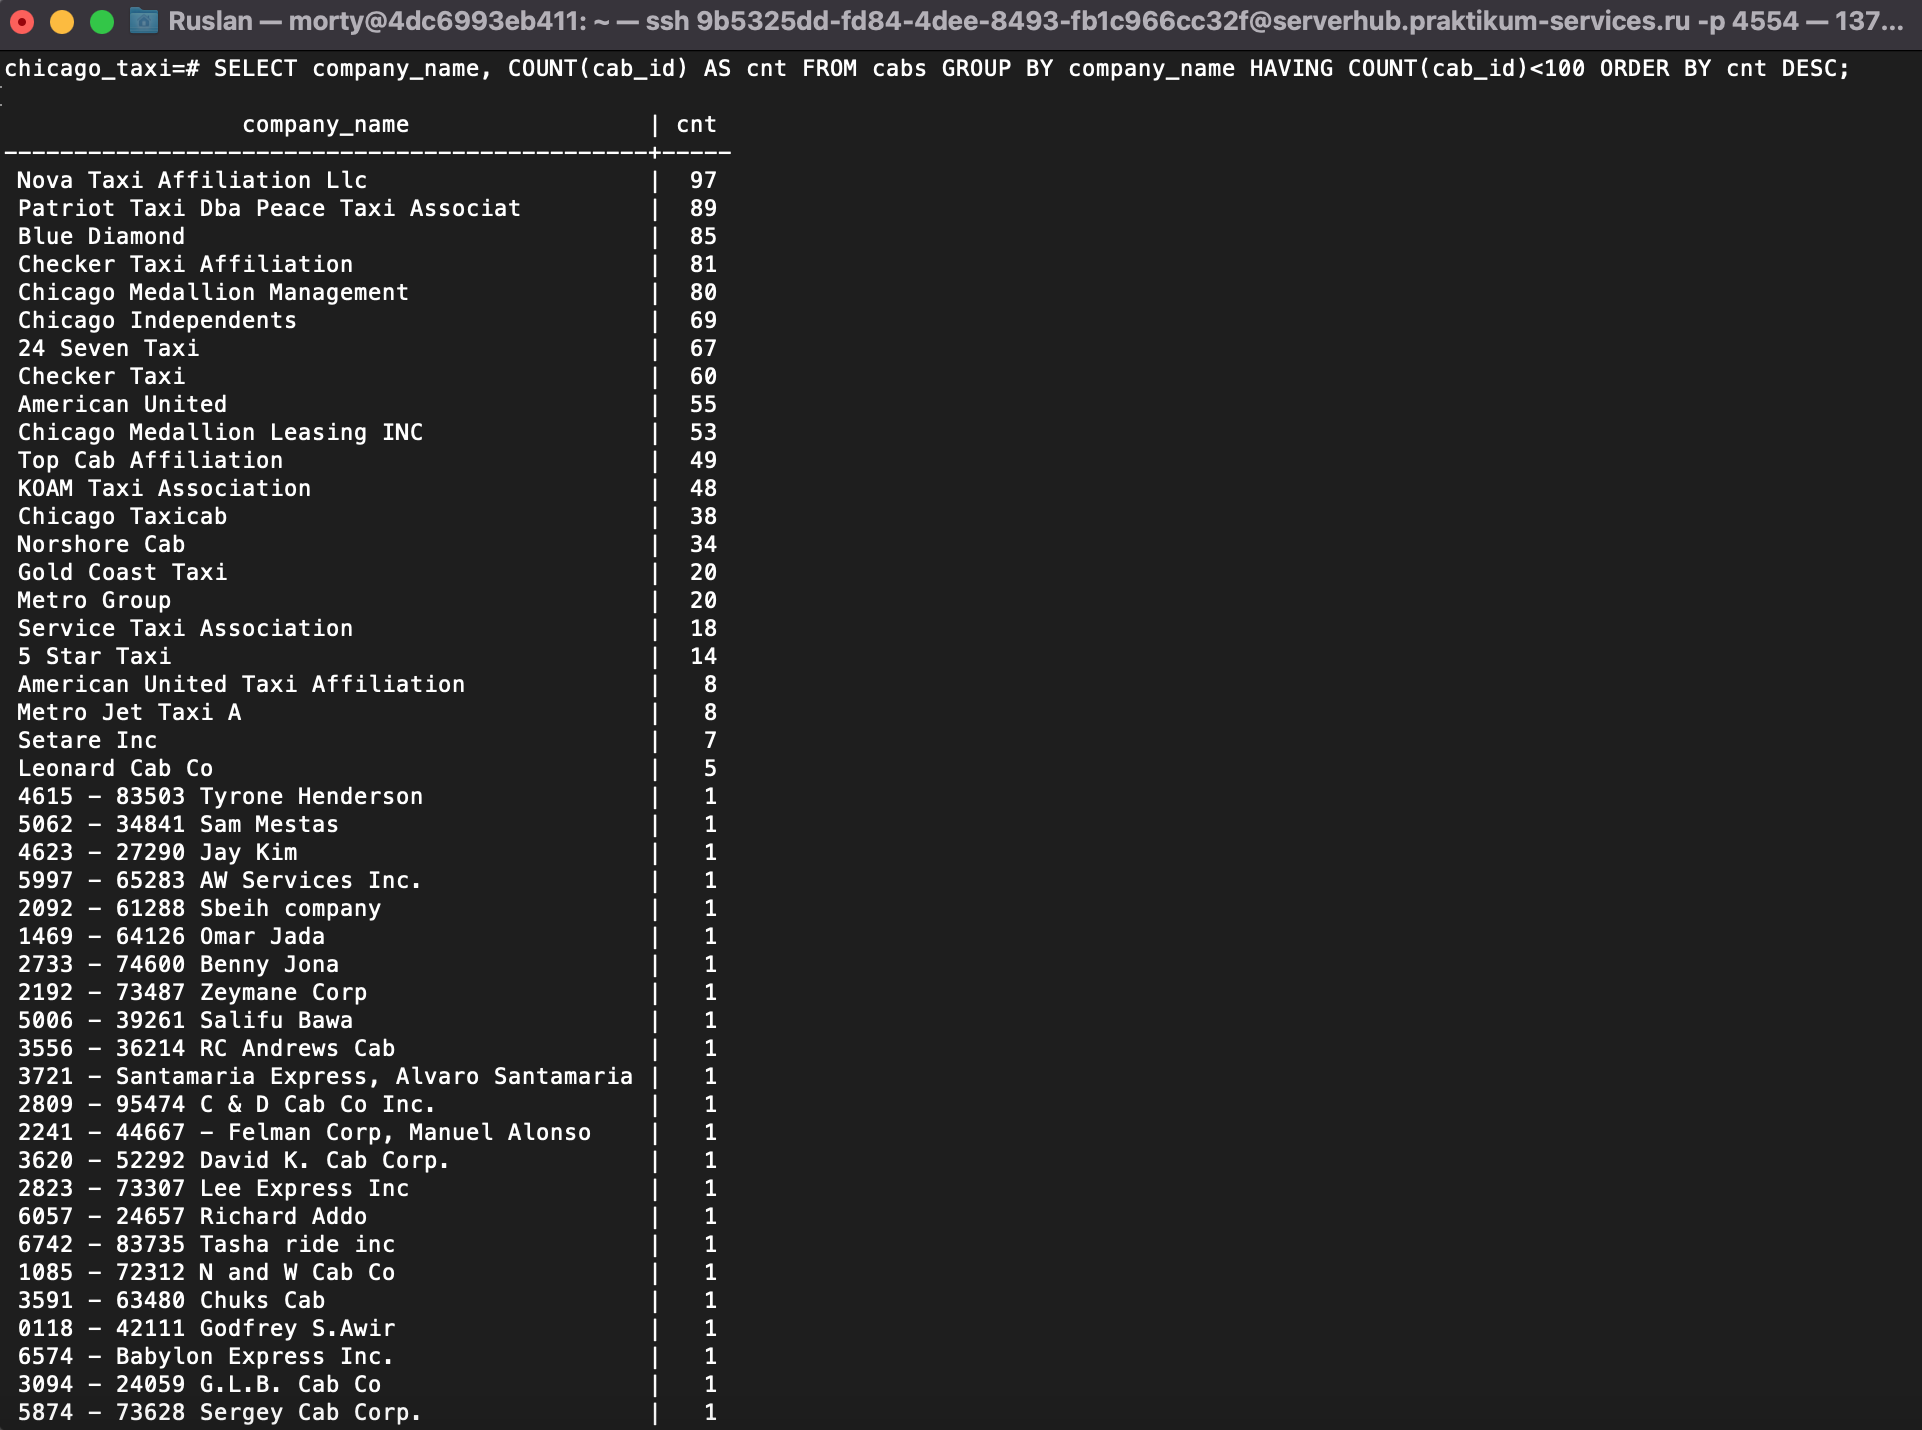 Ruslan — morty@4dc6993eb411: ~ — ssh 9b5325dd-fd84-4dee-8493-fb1c966cc32f@serverhub.praktikum-services.ru -p 4554 — 137...
chicago_taxi=# SELECT company_name, COUNT(cab_id) AS cnt FROM cabs GROUP BY company_name HAVING COUNT(cab_id)<100 ORDER BY cnt DESC;
company_name | cnt
----------------------------------------------+-----
Nova Taxi Affiliation Llc | 97
Patriot Taxi Dba Peace Taxi Associat | 89
Blue Diamond | 85
Checker Taxi Affiliation | 81
Chicago Medallion Management | 80
Chicago Independents | 69
24 Seven Taxi | 67
Checker Taxi | 60
American United | 55
Chicago Medallion Leasing INC | 53
Top Cab Affiliation | 49
KOAM Taxi Association | 48
Chicago Taxicab | 38
Norshore Cab | 34
Gold Coast Taxi | 20
Metro Group | 20
Service Taxi Association | 18
5 Star Taxi | 14
American United Taxi Affiliation | 8
Metro Jet Taxi A | 8
Setare Inc | 7
Leonard Cab Co | 5
4615 - 83503 Tyrone Henderson | 1
5062 - 34841 Sam Mestas | 1
4623 - 27290 Jay Kim | 1
5997 - 65283 AW Services Inc. | 1
2092 - 61288 Sbeih company | 1
1469 - 64126 Omar Jada | 1
2733 - 74600 Benny Jona | 1
2192 - 73487 Zeymane Corp | 1
5006 - 39261 Salifu Bawa | 1
3556 - 36214 RC Andrews Cab | 1
3721 - Santamaria Express, Alvaro Santamaria | 1
2809 - 95474 C & D Cab Co Inc. | 1
2241 - 44667 - Felman Corp, Manuel Alonso | 1
3620 - 52292 David K. Cab Corp. | 1
2823 - 73307 Lee Express Inc | 1
6057 - 24657 Richard Addo | 1
6742 - 83735 Tasha ride inc | 1
1085 - 72312 N and W Cab Co | 1
3591 - 63480 Chuks Cab | 1
0118 - 42111 Godfrey S.Awir | 1
6574 - Babylon Express Inc. | 1
3094 - 24059 G.L.B. Cab Co | 1
5874 - 73628 Sergey Cab Corp. | 1